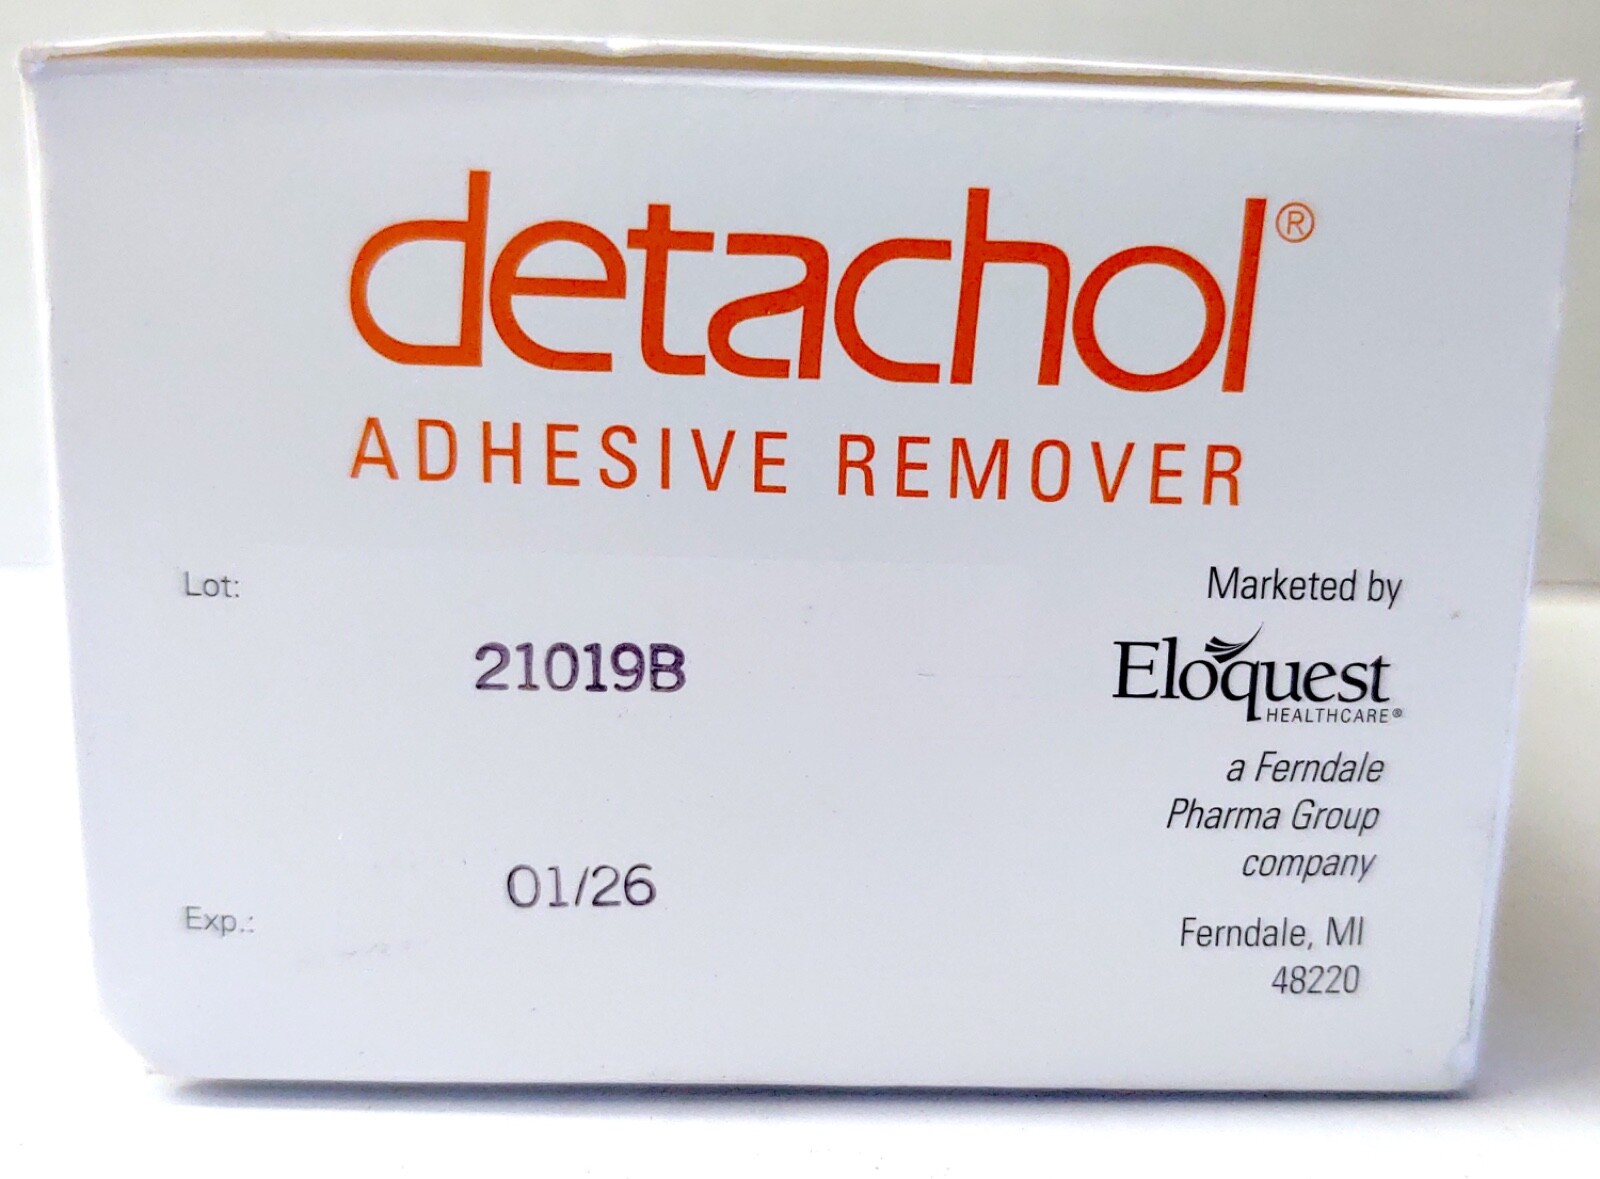 detachol®
ADHESIVE REMOVER
Lot:
21019B
Exp.:
01/26
Marketed by
Eloquest
HEALTHCARE®
a Ferndale
Pharma Group
company
Ferndale, MI
48220